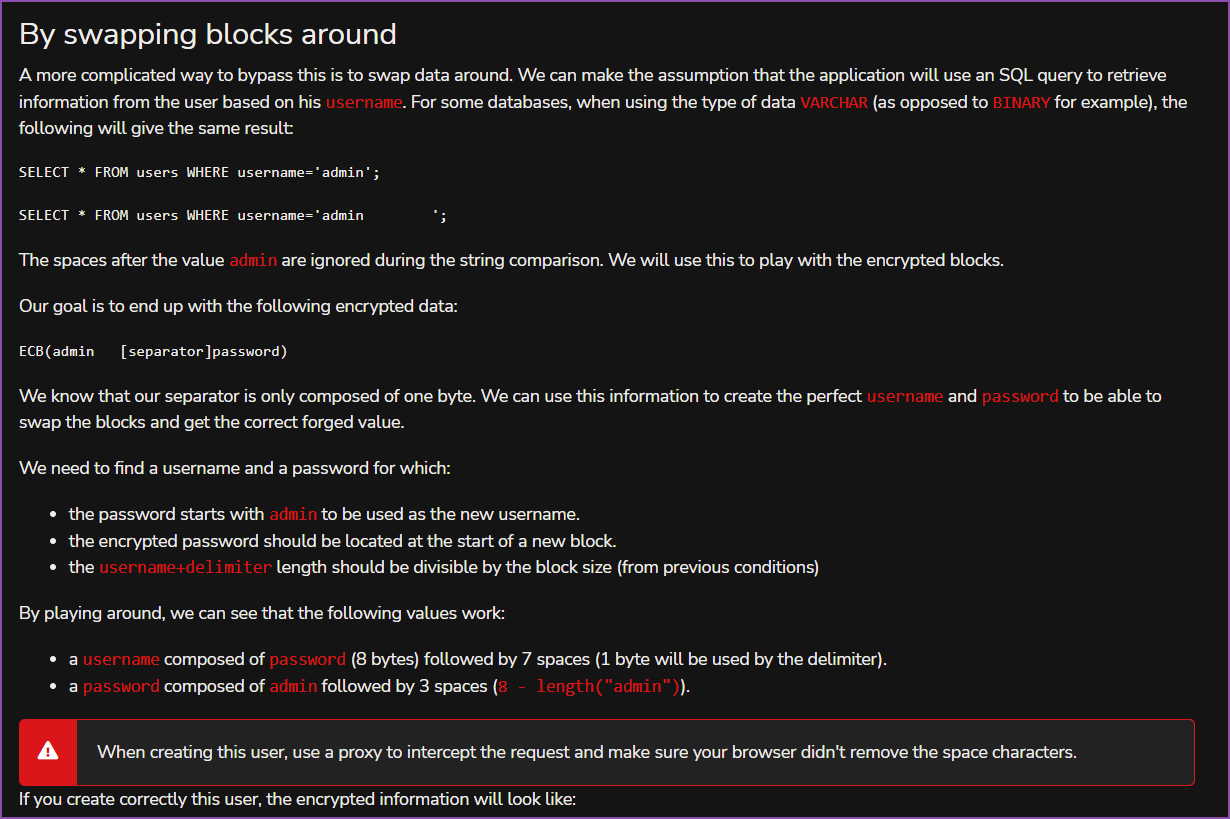 By swapping blocks around
A more complicated way to bypass this is to swap data around. We can make the assumption that the application will use an SQL query to retrieve
information from the user based on his username. For some databases, when using the type of data VARCHAR (as opposed to BINARY for example), the
following will give the same result:
SELECT * FROM users WHERE username='admin';
SELECT * FROM users WHERE username='admin        ';
The spaces after the value admin are ignored during the string comparison. We will use this to play with the encrypted blocks.
Our goal is to end up with the following encrypted data:
ECB(admin   [separator]password)
We know that our separator is only composed of one byte. We can use this information to create the perfect username and password to be able to
swap the blocks and get the correct forged value.
We need to find a username and a password for which:
• the password starts with admin to be used as the new username.
• the encrypted password should be located at the start of a new block.
• the username+delimiter length should be divisible by the block size (from previous conditions)
By playing around, we can see that the following values work:
• a username composed of password (8 bytes) followed by 7 spaces (1 byte will be used by the delimiter).
• a password composed of admin followed by 3 spaces (8 - length("admin")).
When creating this user, use a proxy to intercept the request and make sure your browser didn't remove the space characters.
If you create correctly this user, the encrypted information will look like: